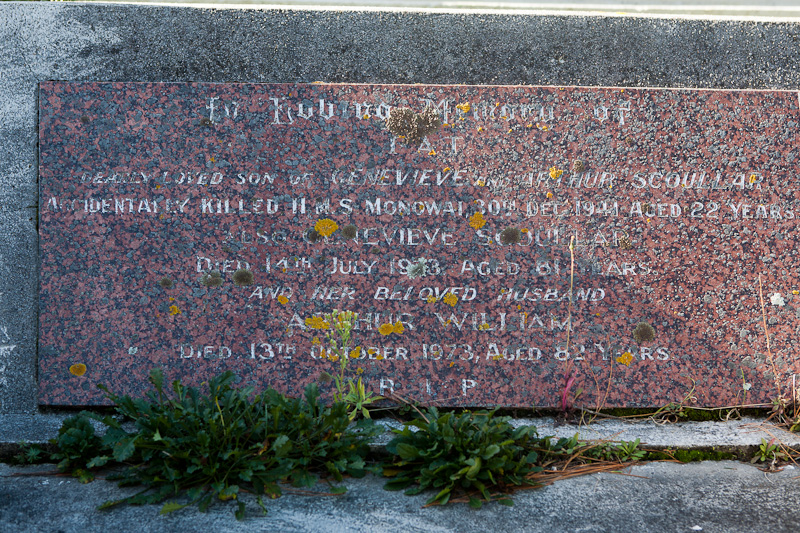 In Loving Memory of
PAT
DEARLY LOVED SON OF GENEVIEVE AND ARTHUR SCOULLAR
ACCIDENTALLY KILLED H.M.S. MONOWAI, 30TH DEC. 1941 AGED 22 YEARS
ALSO GENEVIEVE SCOULLAR
DIED 14TH JULY 1973, AGED 81 YEARS.
AND HER BELOVED HUSBAND
ARTHUR WILLIAM
DIED 13TH OCTOBER 1973, AGED 82 YEARS
R I P